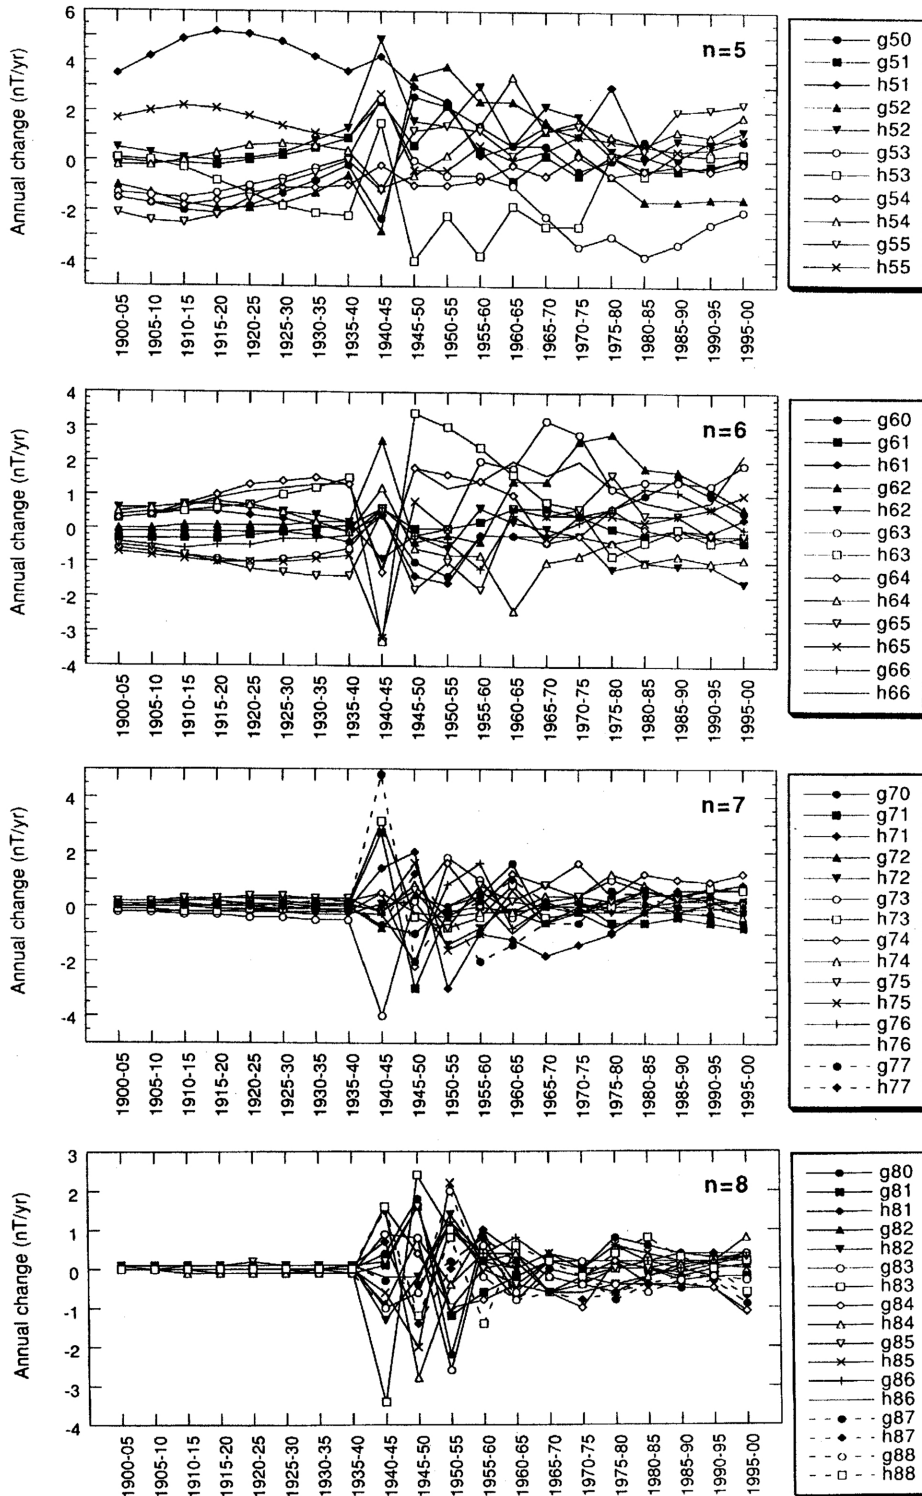 Annual change (nT/yr)
6
4
2
0
-2
-4
n=5
1900-05
1905-10
1910-15
1915-20
1920-25
1925-30
1930-35
1935-40
1940-45
1945-50
1950-55
1955-60
1960-65
1965-70
1970-75
1975-80
1980-85
1985-90
1990-95
1995-00
g50
g51
h51
g52
h52
g53
h53
g54
h54
g55
h55
Annual change (nT/yr)
4
3
2
1
0
-1
-2
-3
-4
n=6
1900-05
1905-10
1910-15
1915-20
1920-25
1925-30
1930-35
1935-40
1940-45
1945-50
1950-55
1955-60
1960-65
1965-70
1970-75
1975-80
1980-85
1985-90
1990-95
1995-00
g60
g61
h61
g62
h62
g63
h63
g64
h64
g65
h65
g66
h66
Annual change (nT/yr)
4
2
0
-2
-4
n=7
1900-05
1905-10
1910-15
1915-20
1920-25
1925-30
1930-35
1935-40
1940-45
1945-50
1950-55
1955-60
1960-65
1965-70
1970-75
1975-80
1980-85
1985-90
1990-95
1995-00
g70
g71
h71
g72
h72
g73
h73
g74
h74
g75
h75
g76
h76
g77
h77
Annual change (nT/yr)
3
2
1
0
-1
-2
-3
-4
n=8
1900-05
1905-10
1910-15
1915-20
1920-25
1925-30
1930-35
1935-40
1940-45
1945-50
1950-55
1955-60
1960-65
1965-70
1970-75
1975-80
1980-85
1985-90
1990-95
1995-00
g80
g81
h81
g82
h82
g83
h83
g84
h84
g85
h85
g86
h86
g87
h87
g88
h88